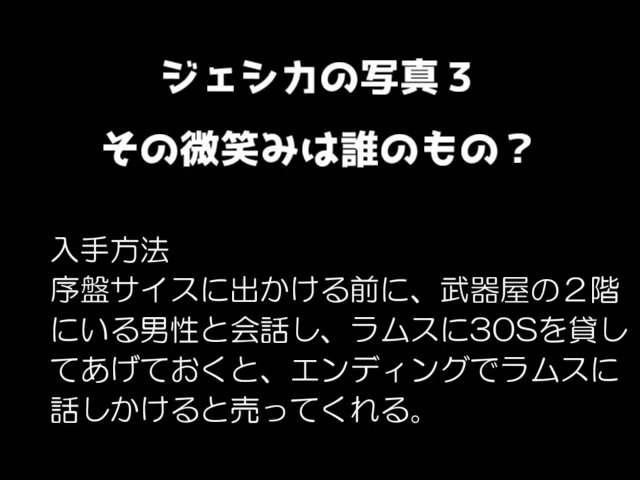 ジェシカの写真３
その微笑みは誰のもの？
入手方法
序盤サイスに出かける前に、武器屋の２階
にいる男性と会話し、ラムスに30Sを貸し
てあげておくと、エンディングでラムスに
話しかけると売ってくれる。